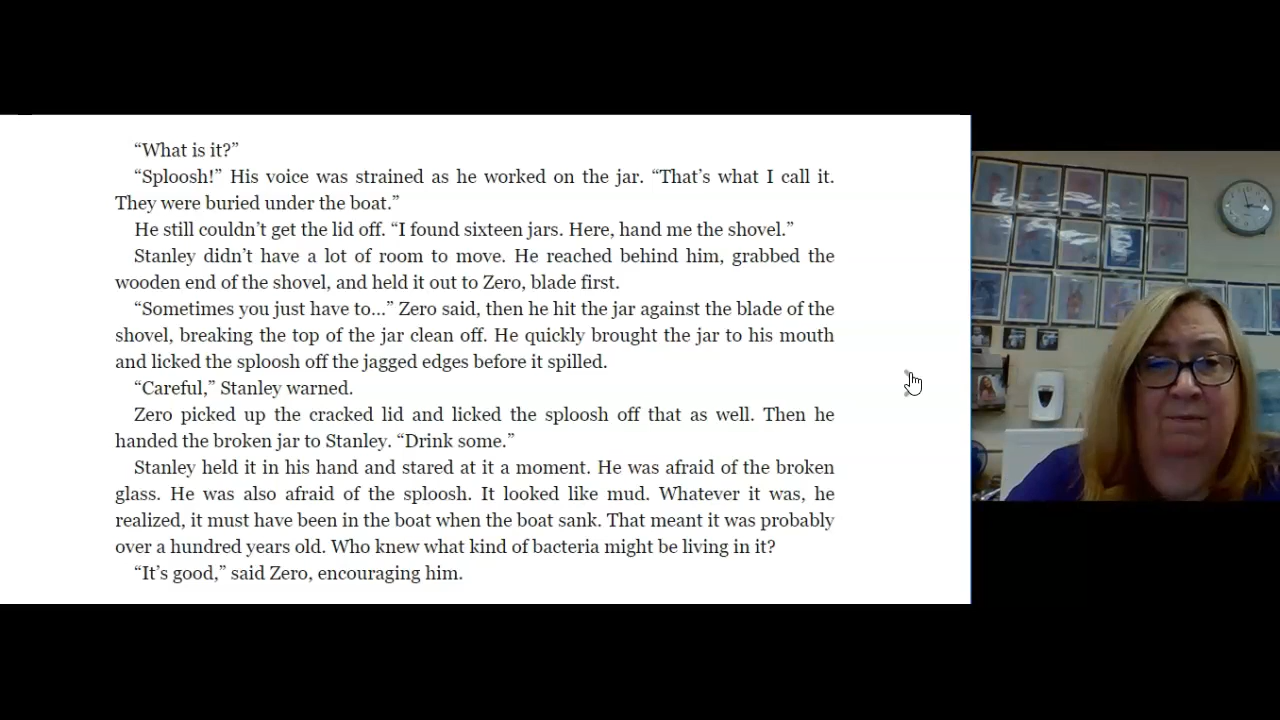 “What is it?”
“Sploosh!” His voice was strained as he worked on the jar. “That’s what I call it.
They were buried under the boat.”
He still couldn’t get the lid off. “I found sixteen jars. Here, hand me the shovel.”
Stanley didn’t have a lot of room to move. He reached behind him, grabbed the
wooden end of the shovel, and held it out to Zero, blade first.
“Sometimes you just have to...” Zero said, then he hit the jar against the blade of the
shovel, breaking the top of the jar clean off. He quickly brought the jar to his mouth
and licked the sploosh off the jagged edges before it spilled.
“Careful,” Stanley warned.
Zero picked up the cracked lid and licked the sploosh off that as well. Then he
handed the broken jar to Stanley. “Drink some.”
Stanley held it in his hand and stared at it a moment. He was afraid of the broken
glass. He was also afraid of the sploosh. It looked like mud. Whatever it was, he
realized, it must have been in the boat when the boat sank. That meant it was probably
over a hundred years old. Who knew what kind of bacteria might be living in it?
“It’s good,” said Zero, encouraging him.